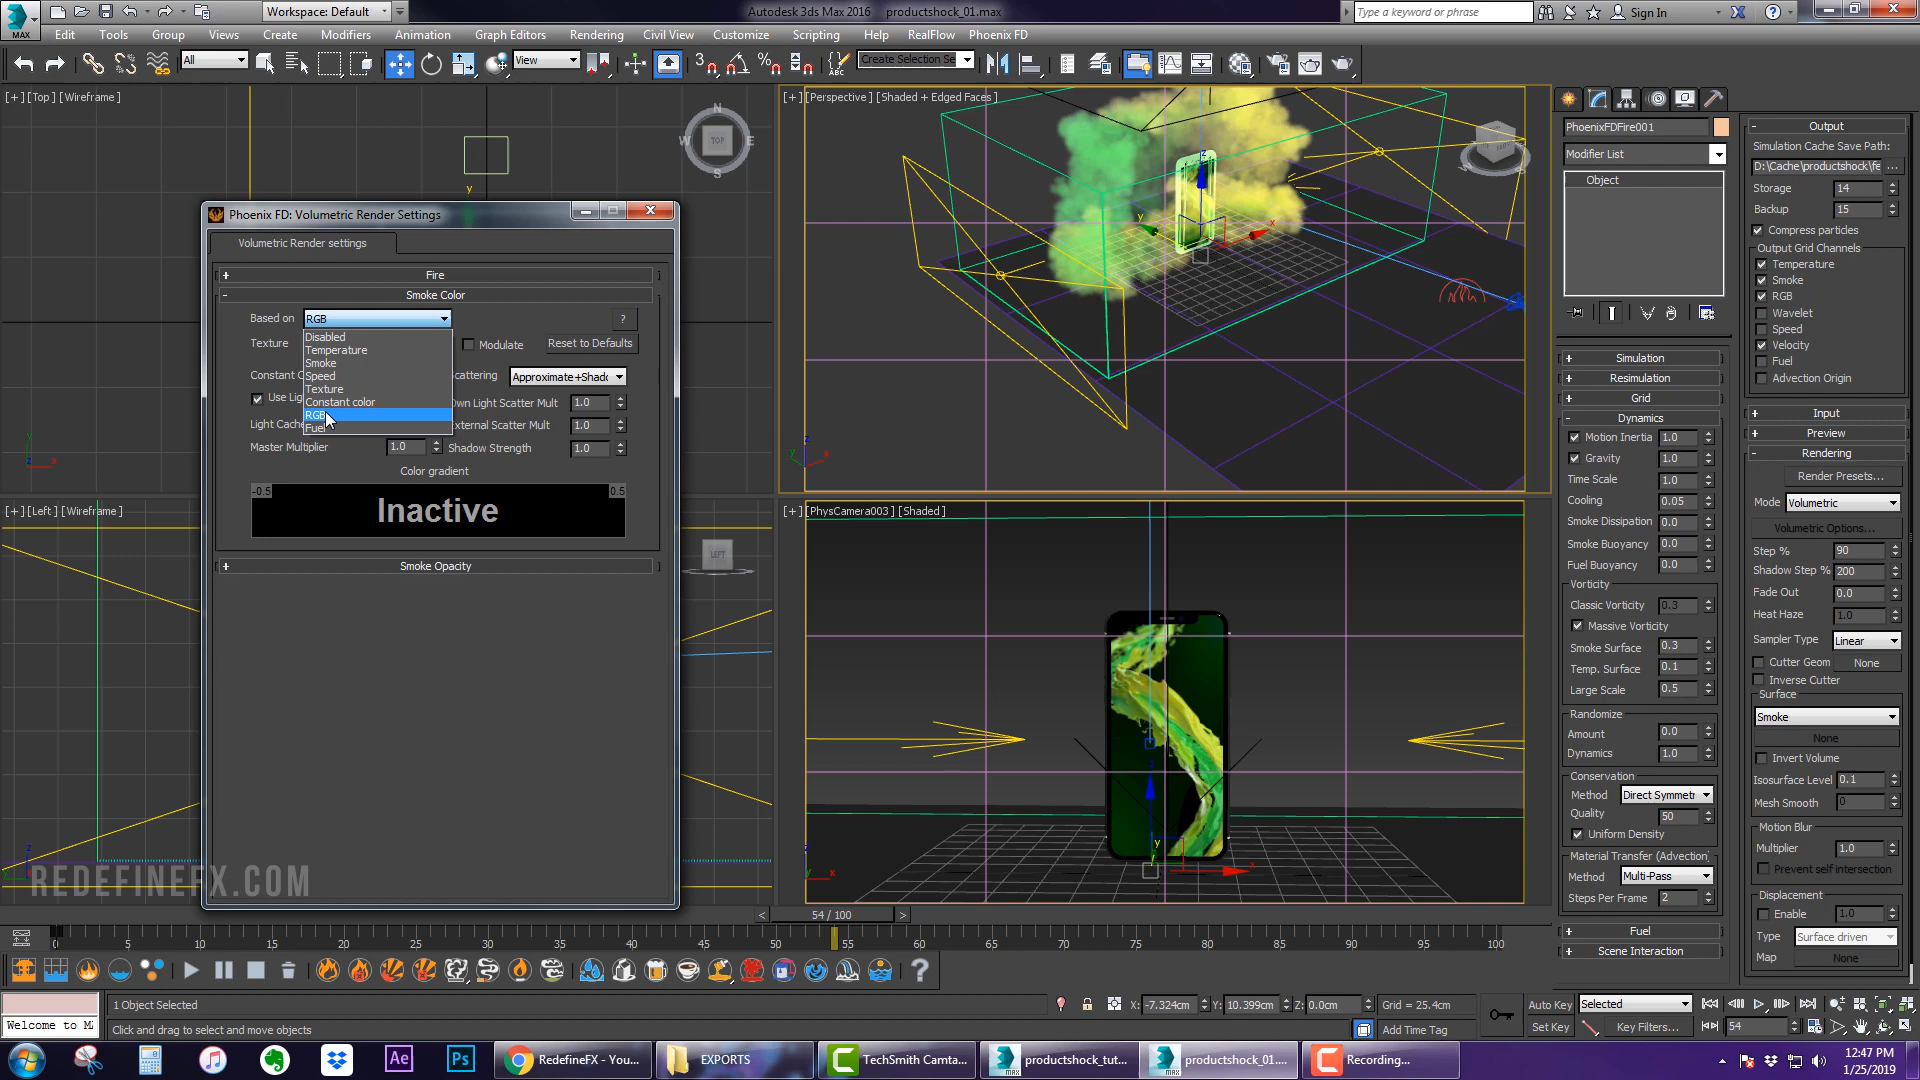 MAX
Workspace: Default
Autodesk 3ds Max 2016 productshock_01.max
Type a keyword or phrase
Sign In
Edit Tools Group Views Create Modifiers Animation Graph Editors Rendering Civil View Customize Scripting Help RealFlow Phoenix FD
All
View
3
ABC
Create Selection Se
[+] [Top] [Wireframe]
[+] [Perspective] [Shaded + Edged Faces]
[+] [Left] [Wireframe]
[+] [PhysCamera003] [Shaded]
N
W TOP E
S
LEFT
Phoenix FD: Volumetric Render Settings
Volumetric Render settings
+ Fire
- Smoke Color
Based on RGB ?
Disabled
Temperature
Smoke
Speed
Texture
Constant color
RGB
Fuel
Texture
Modulate
Reset to Defaults
Constant C
Scattering
Approximate+Shadc
Use Lig
Own Light Scatter Mult 1.0
Light Cache
External Scatter Mult 1.0
Master Multiplier 1.0
Shadow Strength 1.0
Color gradient
-0.5 0.5
Inactive
+ Smoke Opacity
REDEFINEFX.COM
PhoenixFDFire001
Modifier List
Object
+ Simulation
+ Resimulation
+ Grid
- Dynamics
Motion Inertia 1.0
Gravity 1.0
Time Scale 1.0
Cooling 0.05
Smoke Dissipation 0.0
Smoke Buoyancy 0.0
Fuel Buoyancy 0.0
Vorticity
Classic Vorticity 0.3
Massive Vorticity
Smoke Surface 0.3
Temp. Surface 0.1
Large Scale 0.5
Randomize
Amount 0.0
Dynamics 1.0
Conservation
Method Direct Symmetr
Quality 50
Uniform Density
Material Transfer (Advection)
Method Multi-Pass
Steps Per Frame 2
+ Fuel
+ Scene Interaction
- Output
Simulation Cache Save Path:
D:\Cache\productshock\fe ...
Storage 14
Backup 15
Compress particles
Output Grid Channels
Temperature
Smoke
RGB
Wavelet
Speed
Velocity
Fuel
Advection Origin
+ Input
+ Preview
- Rendering
Render Presets...
Mode Volumetric
Volumetric Options...
Step % 90
Shadow Step % 200
Fade Out 0.0
Heat Haze 1.0
Sampler Type Linear
Cutter Geom None
Inverse Cutter
Surface
Smoke
None
Invert Volume
Isosurface Level 0.1
Mesh Smooth 0
Motion Blur
Multiplier 1.0
Prevent self intersection
Displacement
Enable 1.0
Type Surface driven
Map None
< 54 / 100 >
0 5 10 15 20 25 30 35 40 45 50 55 60 65 70 75 80 85 90 95 100
1 Object Selected
X: -7.324cm Y: 10.399cm Z: 0.0cm Grid = 25.4cm
Auto Key Selected
Welcome to M
Click and drag to select and move objects
Add Time Tag
Set Key Key Filters... 54
Ae
Ps
RedefineFX - You...
EXPORTS
TechSmith Camta...
productshock_tut...
productshock_01....
Recording...
12:47 PM
1/25/2019